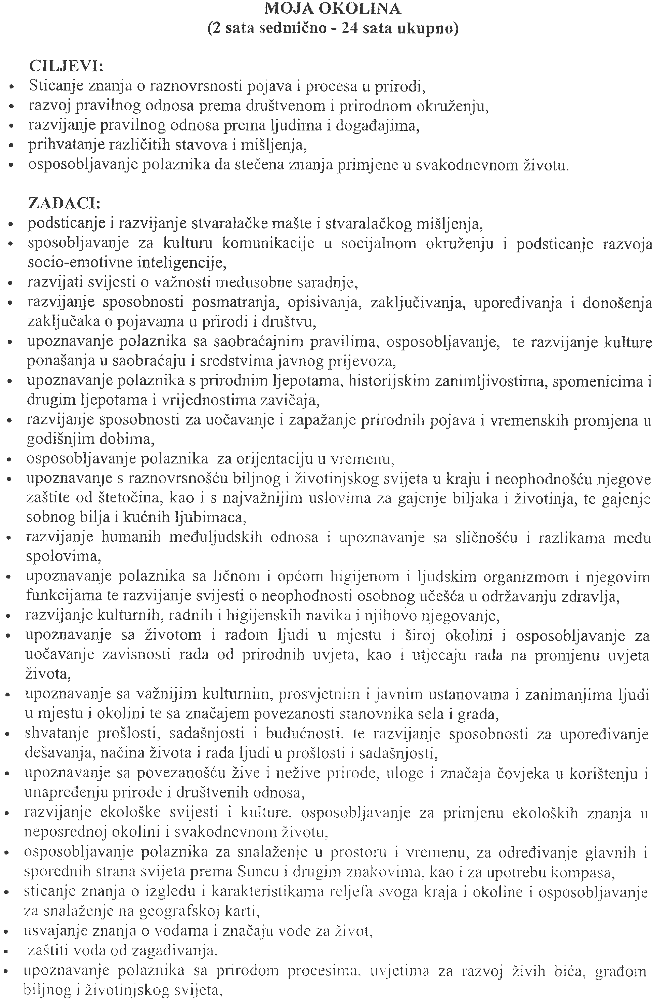 MOJA OKOLINA
(2 sata sedmično - 24 sata ukupno)
CILJEVI:
• Sticanje znanja o raznovrsnosti pojava i procesa u prirodi,
• razvoj pravilnog odnosa prema društvenom i prirodnom okruženju,
• razvijanje pravilnog odnosa prema ljudima i događajima,
• prihvatanje različitih stavova i mišljenja,
• osposobljavanje polaznika da stečena znanja primjene u svakodnevnom životu.
ZADACI:
• podsticanje i razvijanje stvaralačke mašte i stvaralačkog mišljenja,
• sposobljavanje za kulturu komunikacije u socijalnom okruženju i podsticanje razvoja
socio-emotivne inteligencije,
• razvijati svijesti o važnosti međusobne saradnje,
• razvijanje sposobnosti posmatranja, opisivanja, zaključivanja, upoređivanja i donošenja
zaključaka o pojavama u prirodi i društvu,
• upoznavanje polaznika sa saobraćajnim pravilima, osposobljavanje, te razvijanje kulture
ponašanja u saobraćaju i sredstvima javnog prijevoza,
• upoznavanje polaznika s prirodnim ljepotama, historijskim zanimljivostima, spomenicima i
drugim ljepotama i vrijednostima zavičaja,
• razvijanje sposobnosti za uočavanje i zapažanje prirodnih pojava i vremenskih promjena u
godišnjim dobima,
• osposobljavanje polaznika za orijentaciju u vremenu,
• upoznavanje s raznovrsnošću biljnog i životinjskog svijeta u kraju i neophodnošću njegove
zaštite od štetočina, kao i s najvažnijim uslovima za gajenje biljaka i životinja, te gajenje
sobnog bilja i kućnih ljubimaca,
• razvijanje humanih međuljudskih odnosa i upoznavanje sa sličnošću i razlikama među
spolovima,
• upoznavanje polaznika sa ličnom i općom higijenom i ljudskim organizmom i njegovim
funkcijama te razvijanje svijesti o neophodnosti osobnog učešća u održavanju zdravlja,
• razvijanje kulturnih, radnih i higijenskih navika i njihovo njegovanje,
• upoznavanje sa životom i radom ljudi u mjestu i široj okolini i osposobljavanje za
uočavanje zavisnosti rada od prirodnih uvjeta, kao i utjecaju rada na promjenu uvjeta
života,
• upoznavanje sa važnijim kulturnim, prosvjetnim i javnim ustanovama i zanimanjima ljudi
u mjestu i okolini te sa značajem povezanosti stanovnika sela i grada,
• shvatanje prošlosti, sadašnjosti i budućnosti, te razvijanje sposobnosti za upoređivanje
dešavanja, načina života i rada ljudi u prošlosti i sadašnjosti,
• upoznavanje sa povezanošću žive i nežive prirode, uloge i značaja čovjeka u korištenju i
unapređenju prirode i društvenih odnosa,
• razvijanje ekološke svijesti i kulture, osposobljavanje za primjenu ekoloških znanja u
neposrednoj okolini i svakodnevnom životu,
• osposobljavanje polaznika za snalaženje u prostoru i vremenu, za određivanje glavnih i
sporednih strana svijeta prema Suncu i drugim znakovima, kao i za upotrebu kompasa,
• sticanje znanja o izgledu i karakteristikama reljefa svoga kraja i okoline i osposobljavanje
za snalaženje na geografskoj karti,
• usvajanje znanja o vodama i značaju vode za život,
• zaštiti voda od zagađivanja,
• upoznavanje polaznika sa prirodom procesima, uvjetima za razvoj živih bića, građom
biljnog i životinjskog svijeta,